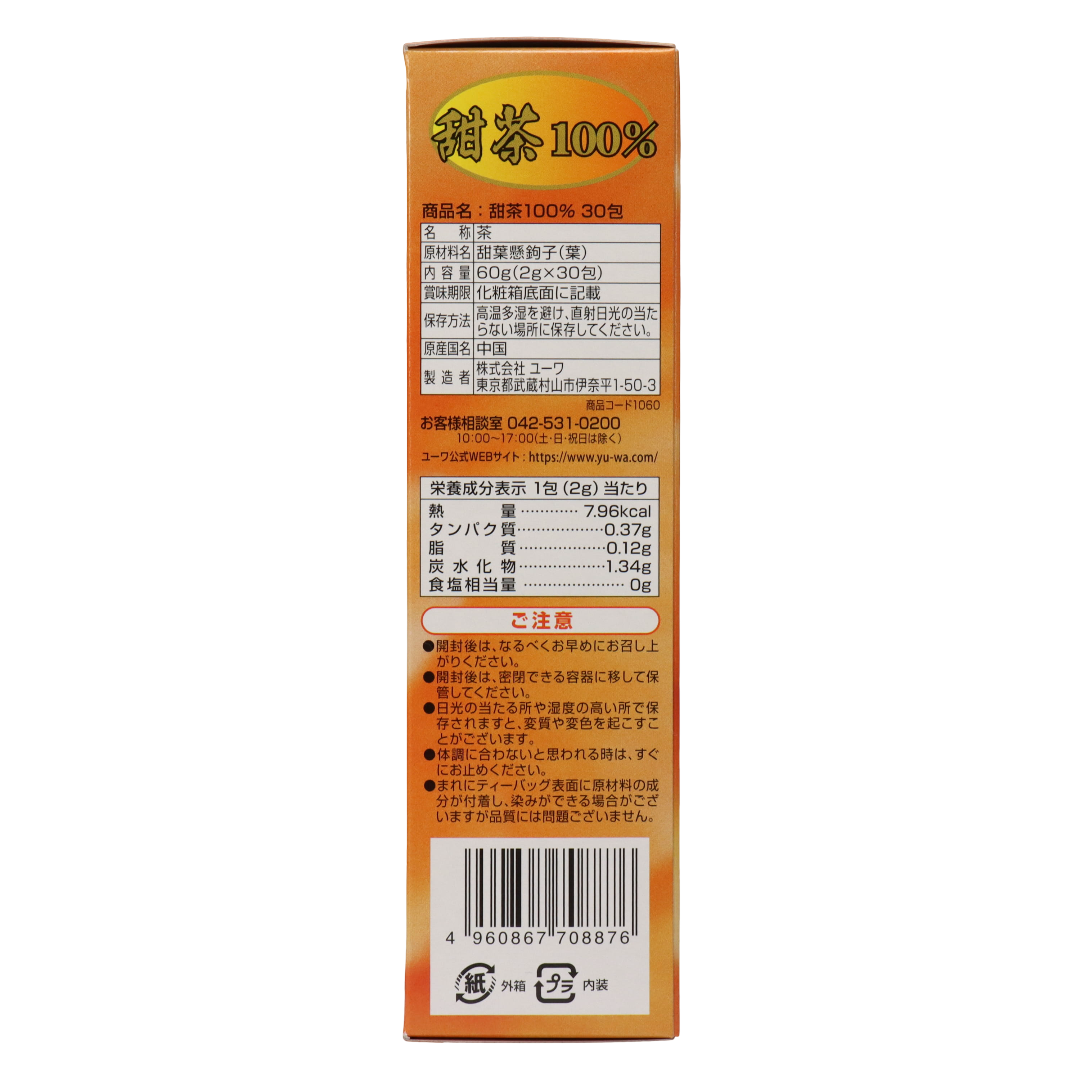 甜茶100%
商品名：甜茶100% 30包
名称 茶
原材料名 甜葉懸鉤子（葉）
内容量 60g（2g×30包）
賞味期限 化粧箱底面に記載
保存方法 高温多湿を避け、直射日光の当た
らない場所に保存してください。
原産国名 中国
製造者 株式会社 ユーワ
東京都武蔵村山市伊奈平1-50-3
商品コード1060
お客様相談室 042-531-0200
10:00～17:00（土・日・祝日は除く）
ユーワ公式WEBサイト：https://www.yu-wa.com/
栄養成分表示 1包（2g）当たり
熱量………… 7.96kcal
タンパク質………………0.37g
脂質………………0.12g
炭水化物………………1.34g
食塩相当量 ………………… 0g
ご注意
●開封後は、なるべくお早めにお召し上
がりください。
●開封後は、密閉できる容器に移して保
管してください。
●日光の当たる所や湿度の高い所で保
存されますと、変質や変色を起こすこ
とがございます。
●体調に合わないと思われる時は、すぐ
にお止めください。
●まれにティーバッグ表面に原材料の成
分が付着し、染みができる場合がござ
いますが品質には問題ございません。
4 960867 708876
紙 外箱 プラ 内装